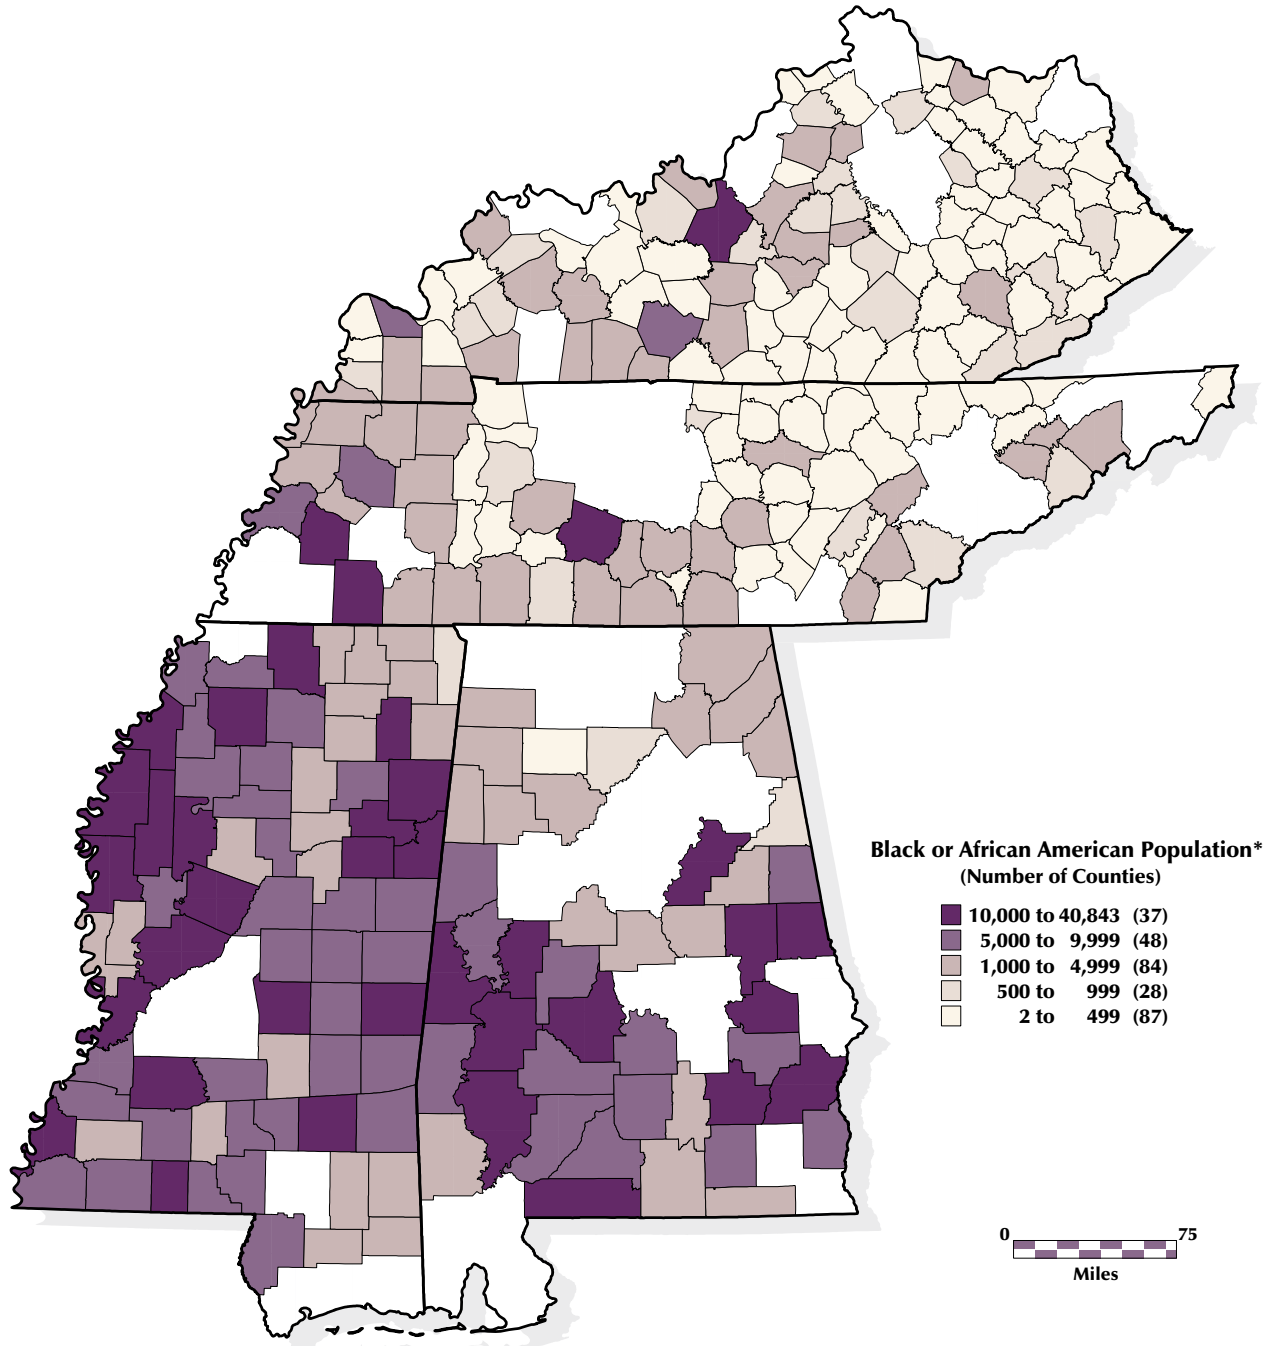 Black or African American Population*
(Number of Counties)
10,000 to 40,843 (37)
5,000 to 9,999 (48)
1,000 to 4,999 (84)
500 to 999 (28)
2 to 499 (87)
0 75
Miles